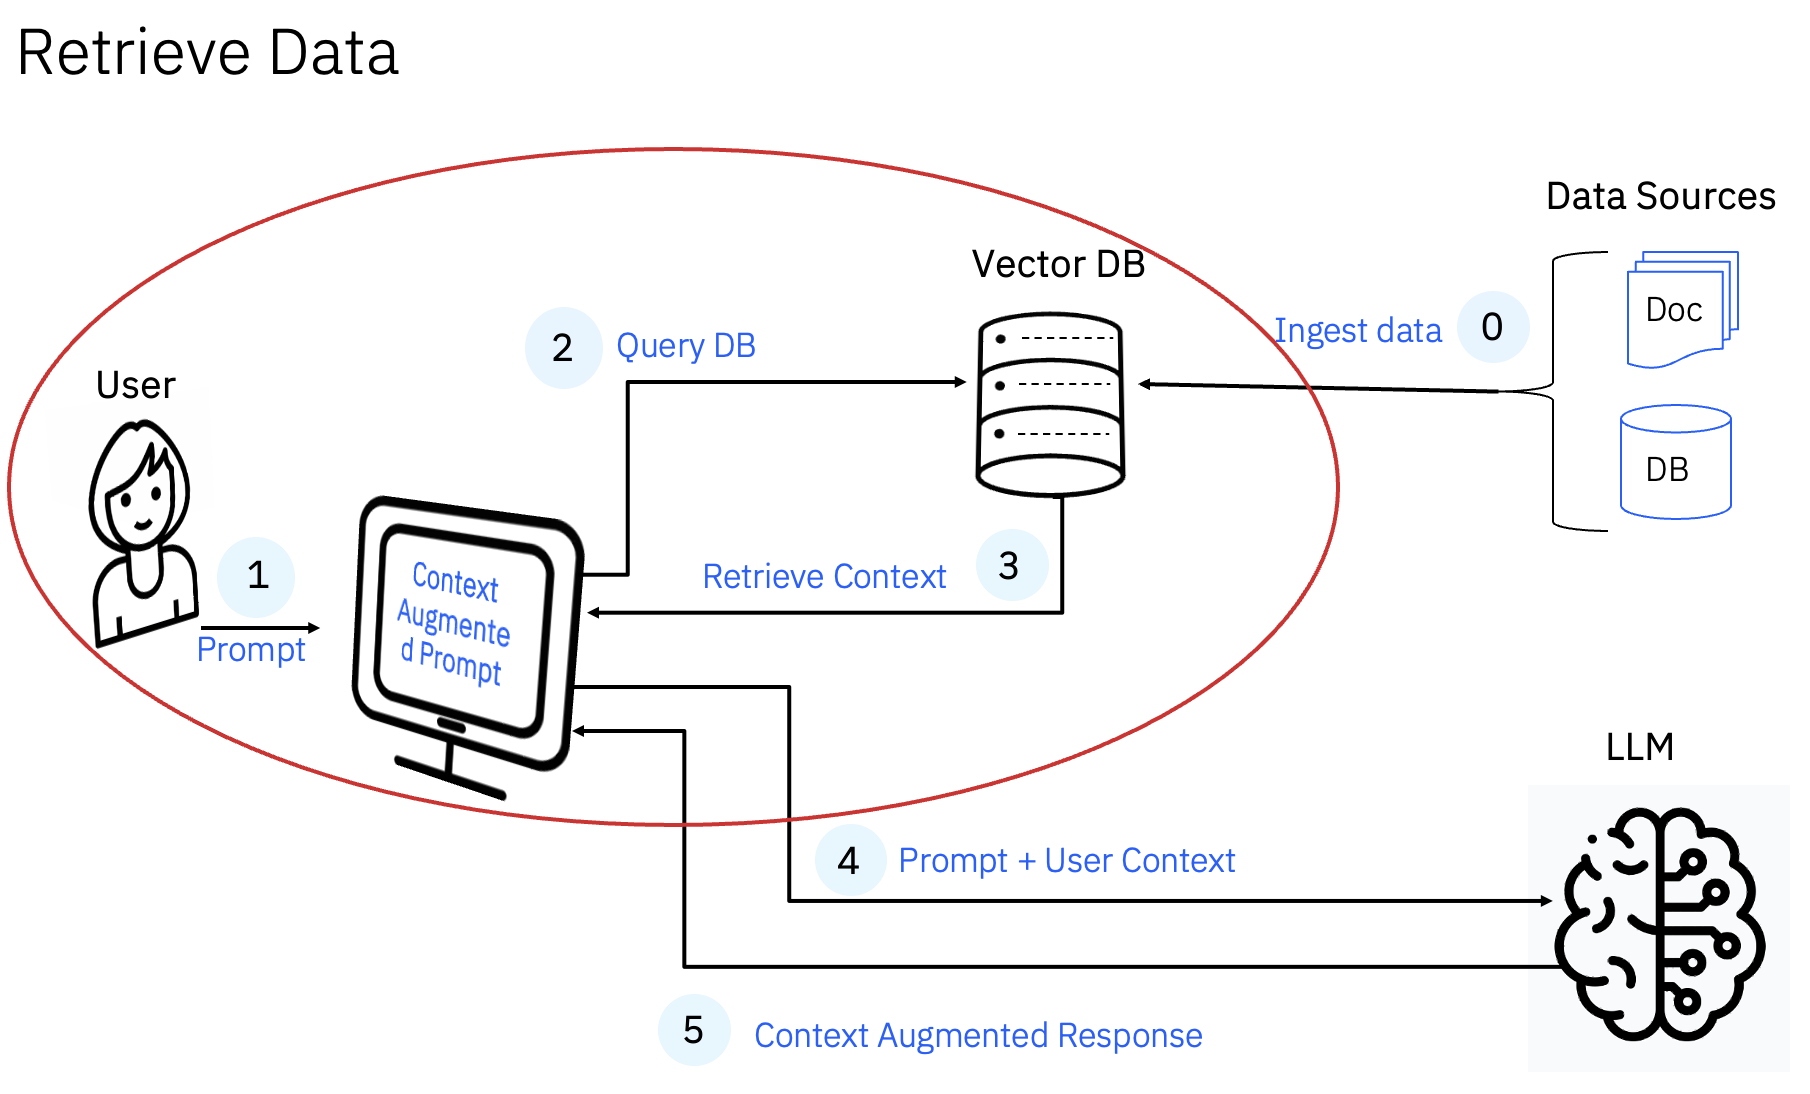 Retrieve Data
Data Sources
Vector DB
Doc
Ingest data
0
2
Query DB
User
DB
3
Retrieve Context
1
Prompt
Context
Augmente
d Prompt
LLM
4
Prompt + User Context
5
Context Augmented Response